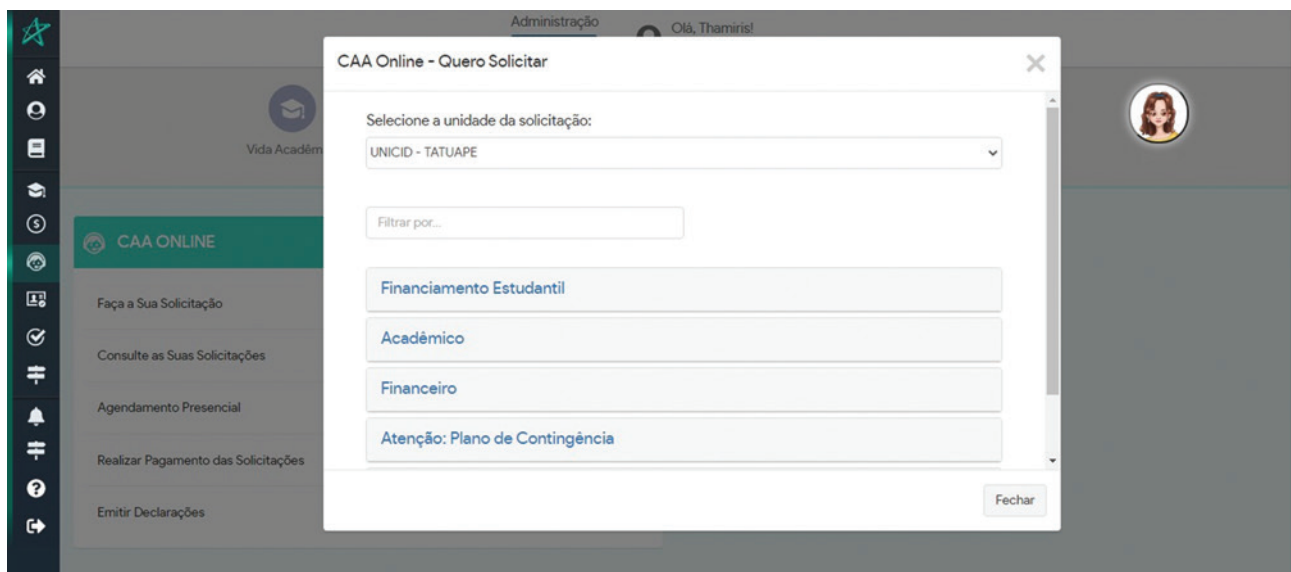 Administração
Olá, Thamiris!
CAA Online - Quero Solicitar
Selecione a unidade da solicitação:
UNICID - TATUAPE
Filtrar por...
Financiamento Estudantil
Acadêmico
Financeiro
Atenção: Plano de Contingência
Fechar
Vida Acadêm
CAA ONLINE
Faça a Sua Solicitação
Consulte as Suas Solicitações
Agendamento Presencial
Realizar Pagamento das Solicitações
Emitir Declarações